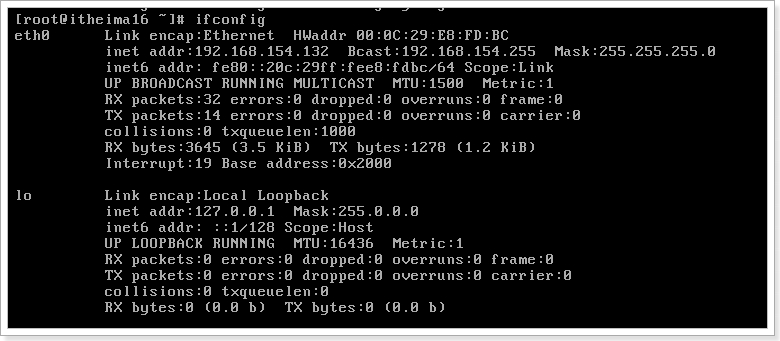 [root@itheima16 ~]# ifconfig
eth0      Link encap:Ethernet  HWaddr 00:0C:29:E8:FD:BC
          inet addr:192.168.154.132  Bcast:192.168.154.255  Mask:255.255.255.0
          inet6 addr: fe80::20c:29ff:fee8:fdbc/64 Scope:Link
          UP BROADCAST RUNNING MULTICAST  MTU:1500  Metric:1
          RX packets:32 errors:0 dropped:0 overruns:0 frame:0
          TX packets:14 errors:0 dropped:0 overruns:0 carrier:0
          collisions:0 txqueuelen:1000
          RX bytes:3645 (3.5 KiB)  TX bytes:1278 (1.2 KiB)
          Interrupt:19 Base address:0x2000

lo        Link encap:Local Loopback
          inet addr:127.0.0.1  Mask:255.0.0.0
          inet6 addr: ::1/128 Scope:Host
          UP LOOPBACK RUNNING  MTU:16436  Metric:1
          RX packets:0 errors:0 dropped:0 overruns:0 frame:0
          TX packets:0 errors:0 dropped:0 overruns:0 carrier:0
          collisions:0 txqueuelen:0
          RX bytes:0 (0.0 b)  TX bytes:0 (0.0 b)